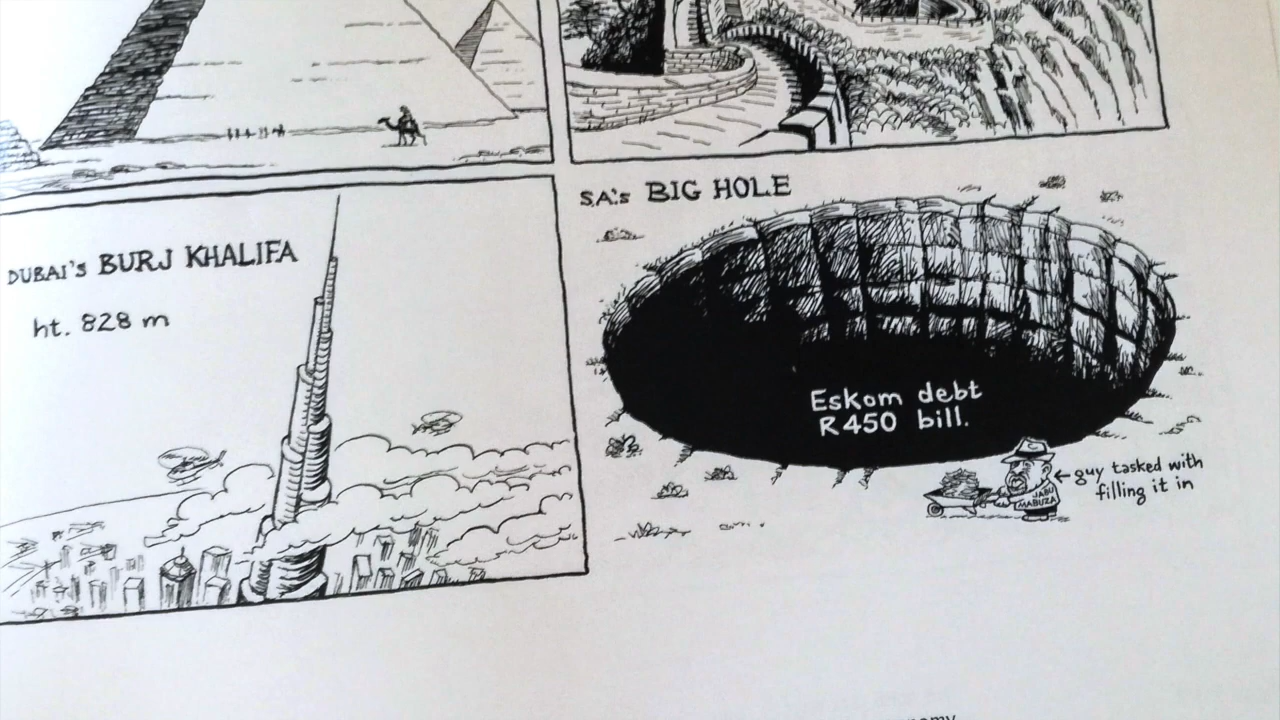 DUBAI's BURJ KHALIFA
ht. 828 m
S.A.'s BIG HOLE
Eskom debt
R450 bill.
←guy tasked with
filling it in
JABU
MABUZA